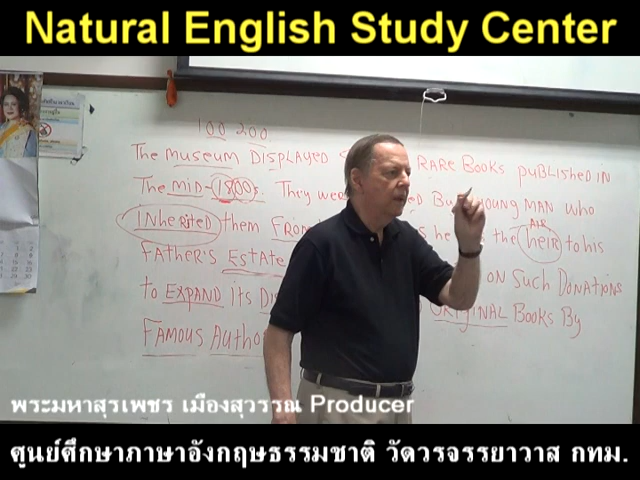 Natural English Study Center
100 200
The MUSEUM DISPLAYED RARE BOOKS PUBLISHED IN
The MID-1800s. They we ED By YOUNG MAN who
AIR
INherited them FROM he the heir to his
FATHER'S ESTATE ON SUCH DONATIONS
to EXPAND Its ORIGINAL BOOKS By
FAMOUS AUTHO
พระมหาสุรเพชร เมืองสุวรรณ Producer
ศูนย์ศึกษาภาษาอังกฤษธรรมชาติ วัดวรจรรยาวาส กทม.